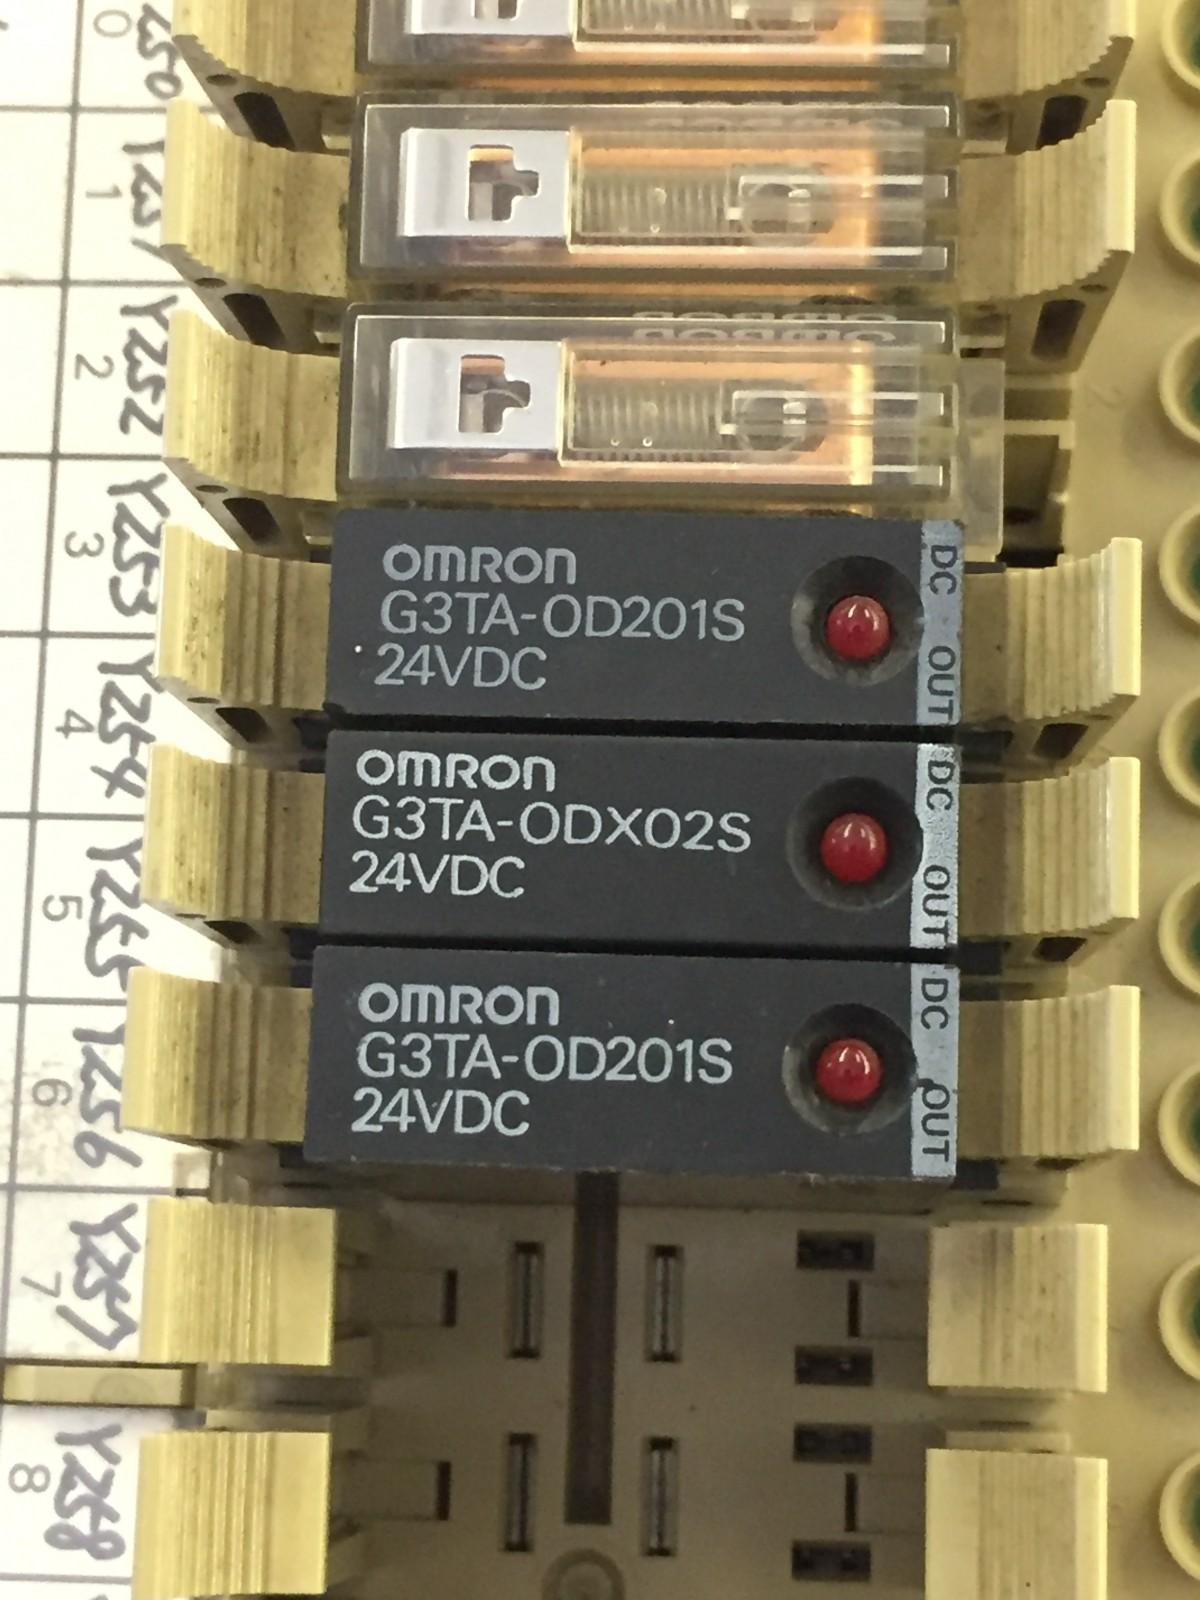 0
Y250
1
Y251
2
Y252
OMRON
3
Y253
OMRON
G3TA-OD201S
24VDC
DC OUT
4
Y254
OMRON
G3TA-ODX02S
24VDC
DC OUT
5
Y255
OMRON
G3TA-OD201S
24VDC
DC OUT
6
Y256
7
Y257
8
Y258